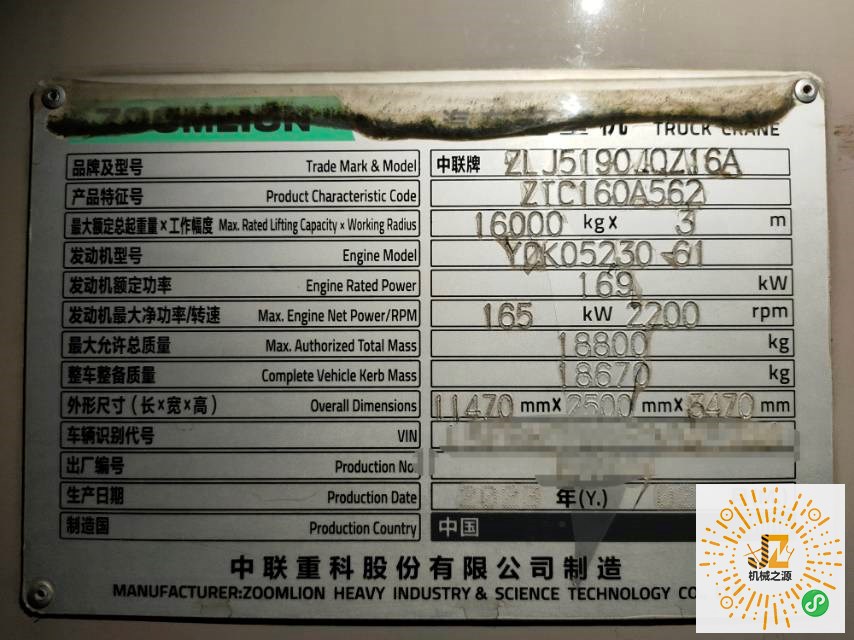 ZOOMLION TRUCK CRANE
品牌及型号 Trade Mark & Model 中联牌 ZLJ5190JQZ16A
产品特征号 Product Characteristic Code ZTC160A562
最大额定总起重量×工作幅度 Max. Rated Lifting Capacity × Working Radius 16000 kg× 3 m
发动机型号 Engine Model YCK05230-61
发动机额定功率 Engine Rated Power 169 kW
发动机最大净功率/转速 Max. Engine Net Power/RPM 165 kW 2200 rpm
最大允许总质量 Max. Authorized Total Mass 18800 kg
整车整备质量 Complete Vehicle Kerb Mass 18670 kg
外形尺寸(长×宽×高) Overall Dimensions 11470 mm× 2500 mm× 3470 mm
车辆识别代号 VIN
出厂编号 Production No
生产日期 Production Date 2023 年(Y.)
制造国 Production Country 中国
中联重科股份有限公司制造
MANUFACTURER:ZOOMLION HEAVY INDUSTRY & SCIENCE TECHNOLOGY CO
JZ
机械之源